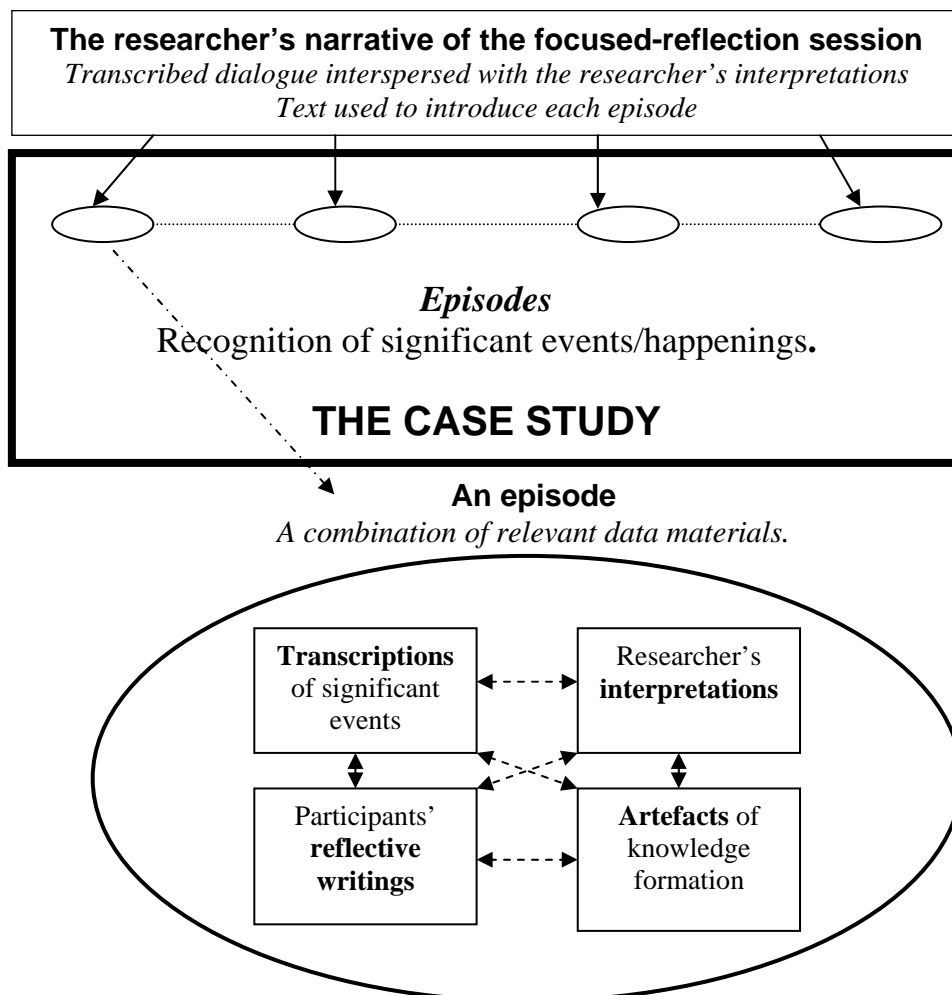 The researcher’s narrative of the focused-reflection session
Transcribed dialogue interspersed with the researcher’s interpretations
Text used to introduce each episode
Episodes
Recognition of significant events/happenings.
THE CASE STUDY
An episode
A combination of relevant data materials.
Transcriptions
of significant
events
Researcher’s
interpretations
Participants’
reflective
writings
Artefacts of
knowledge
formation